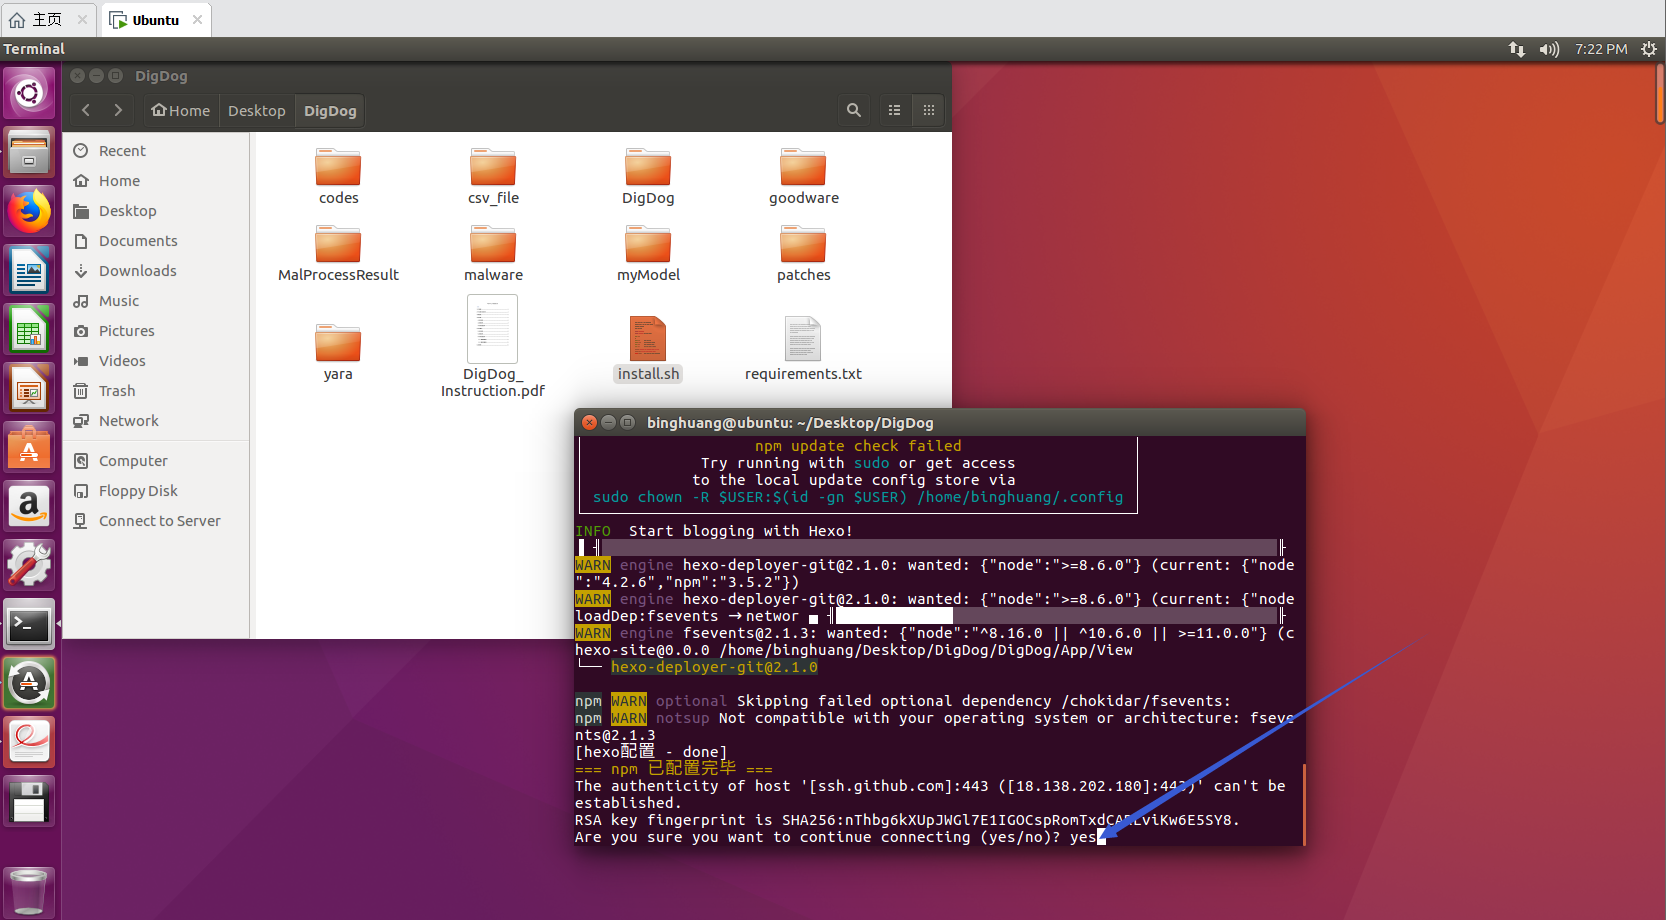 主页
Ubuntu
Terminal
7:22 PM
DigDog
Home
Desktop
DigDog
Recent
Home
Desktop
Documents
Downloads
Music
Pictures
Videos
Trash
Network
Computer
Floppy Disk
Connect to Server
codes
csv_file
DigDog
goodware
MalProcessResult
malware
myModel
patches
yara
DigDog_
Instruction.pdf
install.sh
requirements.txt
binghuang@ubuntu: ~/Desktop/DigDog
npm update check failed
Try running with sudo or get access
to the local update config store via
sudo chown -R $USER:$(id -gn $USER) /home/binghuang/.config
INFO  Start blogging with Hexo!
WARN engine hexo-deployer-git@2.1.0: wanted: {"node":">=8.6.0"} (current: {"node
":"4.2.6","npm":"3.5.2"})
WARN engine hexo-deployer-git@2.1.0: wanted: {"node":">=8.6.0"} (current: {"node
loadDep:fsevents → networ
WARN engine fsevents@2.1.3: wanted: {"node":"^8.16.0 || ^10.6.0 || >=11.0.0"} (c
hexo-site@0.0.0 /home/binghuang/Desktop/DigDog/DigDog/App/View
└── hexo-deployer-git@2.1.0
npm WARN optional Skipping failed optional dependency /chokidar/fsevents:
npm WARN notsup Not compatible with your operating system or architecture: fseve
nts@2.1.3
[hexo配置 - done]
=== npm 已配置完毕 ===
The authenticity of host '[ssh.github.com]:443 ([18.138.202.180]:443)' can't be
established.
RSA key fingerprint is
Are you sure you want to continue connecting (yes/no)? yes